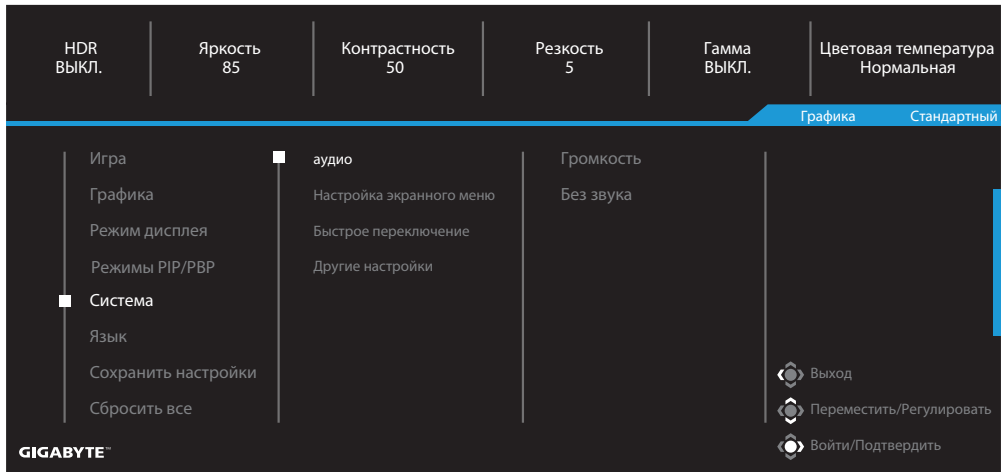 HDR
ВЫКЛ.
Яркость
85
Контрастность
50
Резкость
5
Гамма
ВЫКЛ.
Цветовая температура
Нормальная
Графика
Стандартный
Игра
Графика
Режим дисплея
Режимы PIP/PBP
Система
Язык
Сохранить настройки
Сбросить все
аудио
Настройка экранного меню
Быстрое переключение
Другие настройки
Громкость
Без звука
Выход
Переместить/Регулировать
Войти/Подтвердить
GIGABYTE™